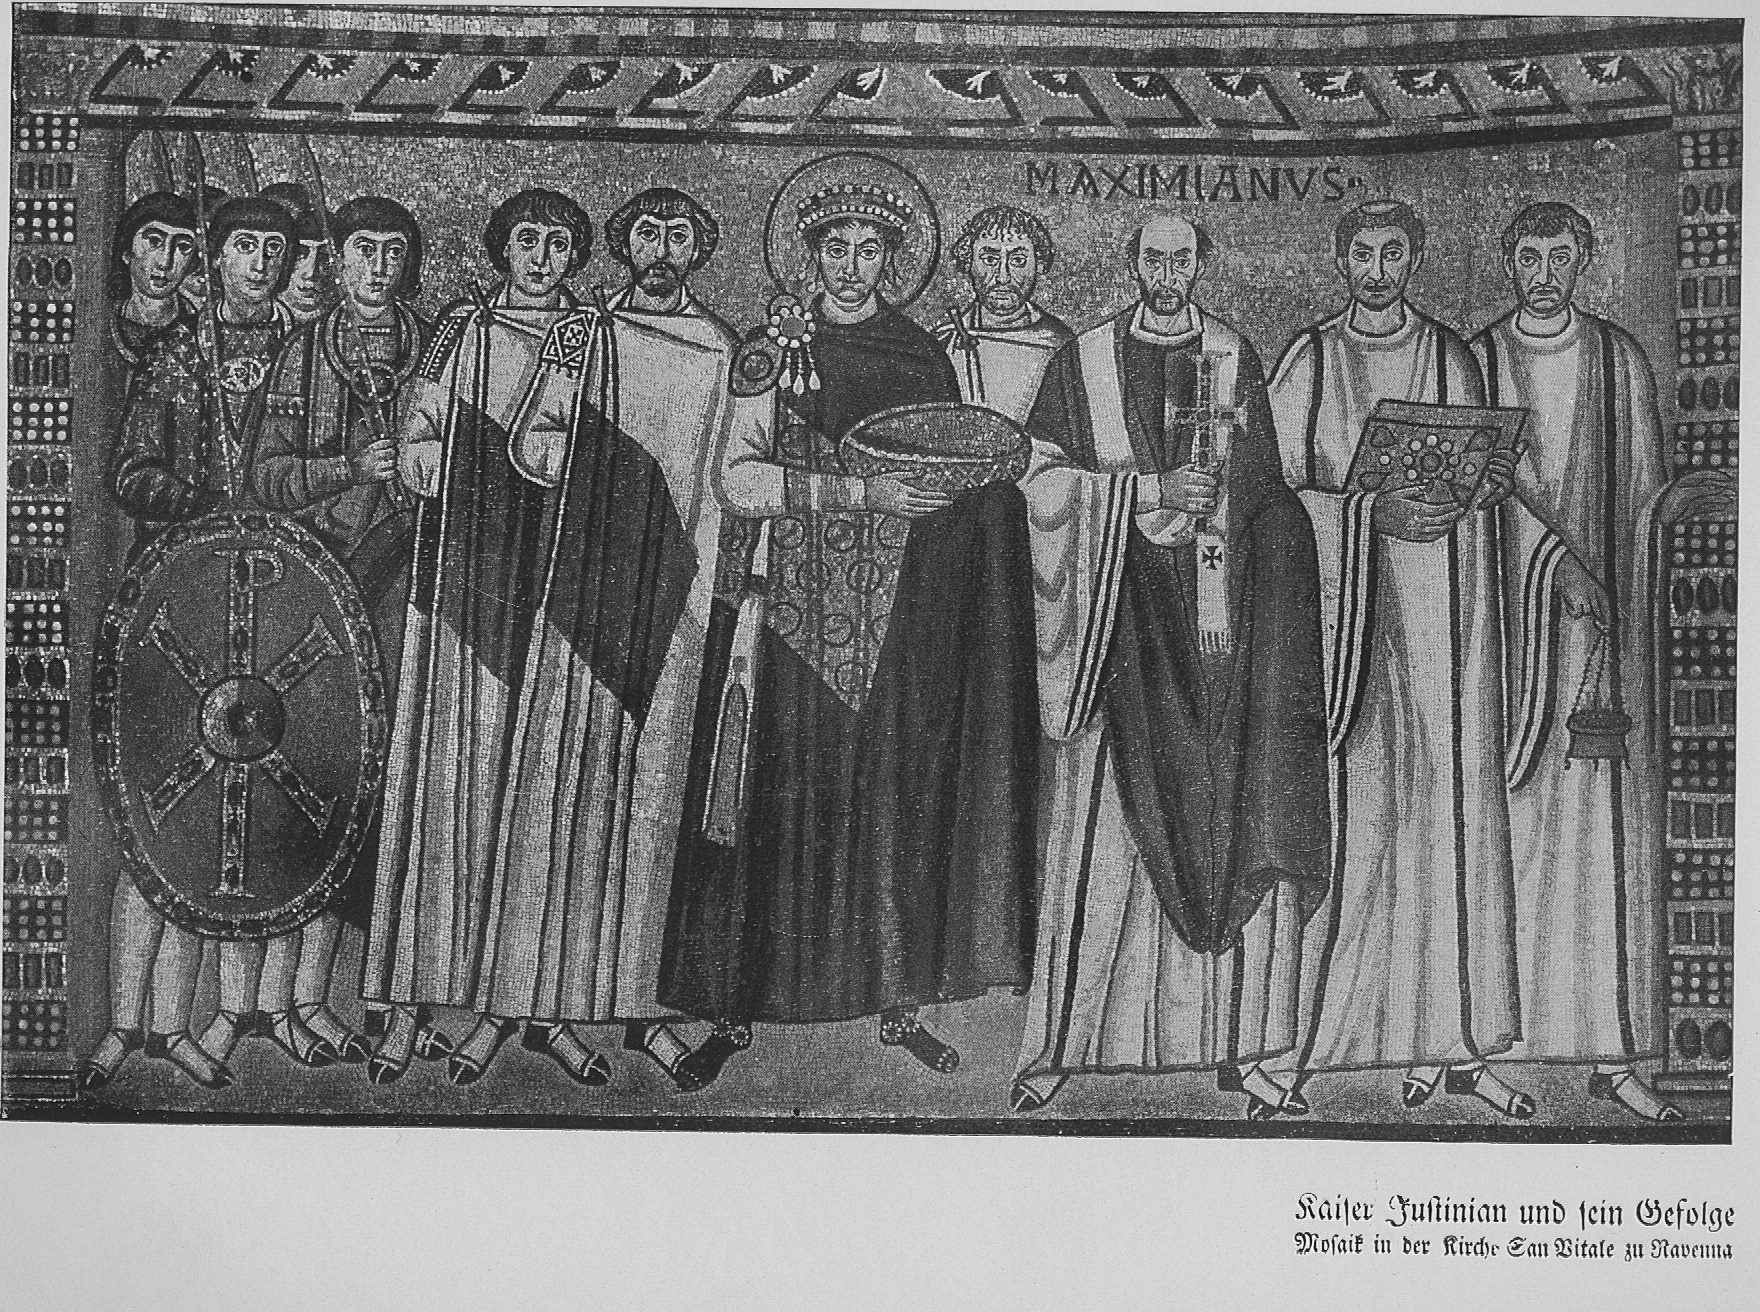 MAXIMIANVS
Kaiser Justinian und sein Gefolge
Mosaik in der Kirche San Vitale zu Ravenna